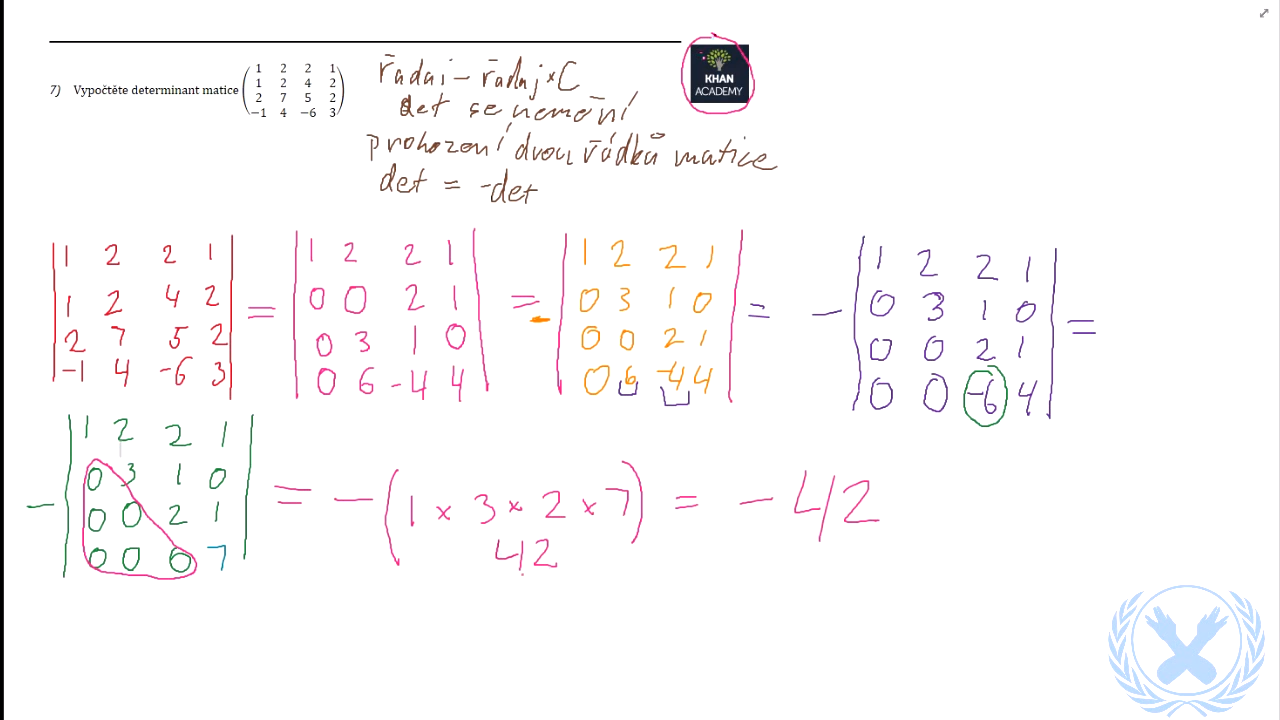 7) Vypočtěte determinant matice
1 2 2 1
1 2 4 2
2 7 5 2
−1 4 −6 3
řádai − řádaj × C
det se nemění
prohození dvou řádků matice
det = -det
KHAN
ACADEMY
1 2 2 1
1 2 4 2
2 7 5 2
-1 4 -6 3
=
1 2 2 1
0 0 2 1
0 3 1 0
0 6 -4 4
= -
1 2 2 1
0 3 1 0
0 0 2 1
0 6 -4 4
= -
1 2 2 1
0 3 1 0
0 0 2 1
0 0 -6 4
=
-
1 2 2 1
0 3 1 0
0 0 2 1
0 0 0 7
= - (1 × 3 × 2 × 7) = - 42
42